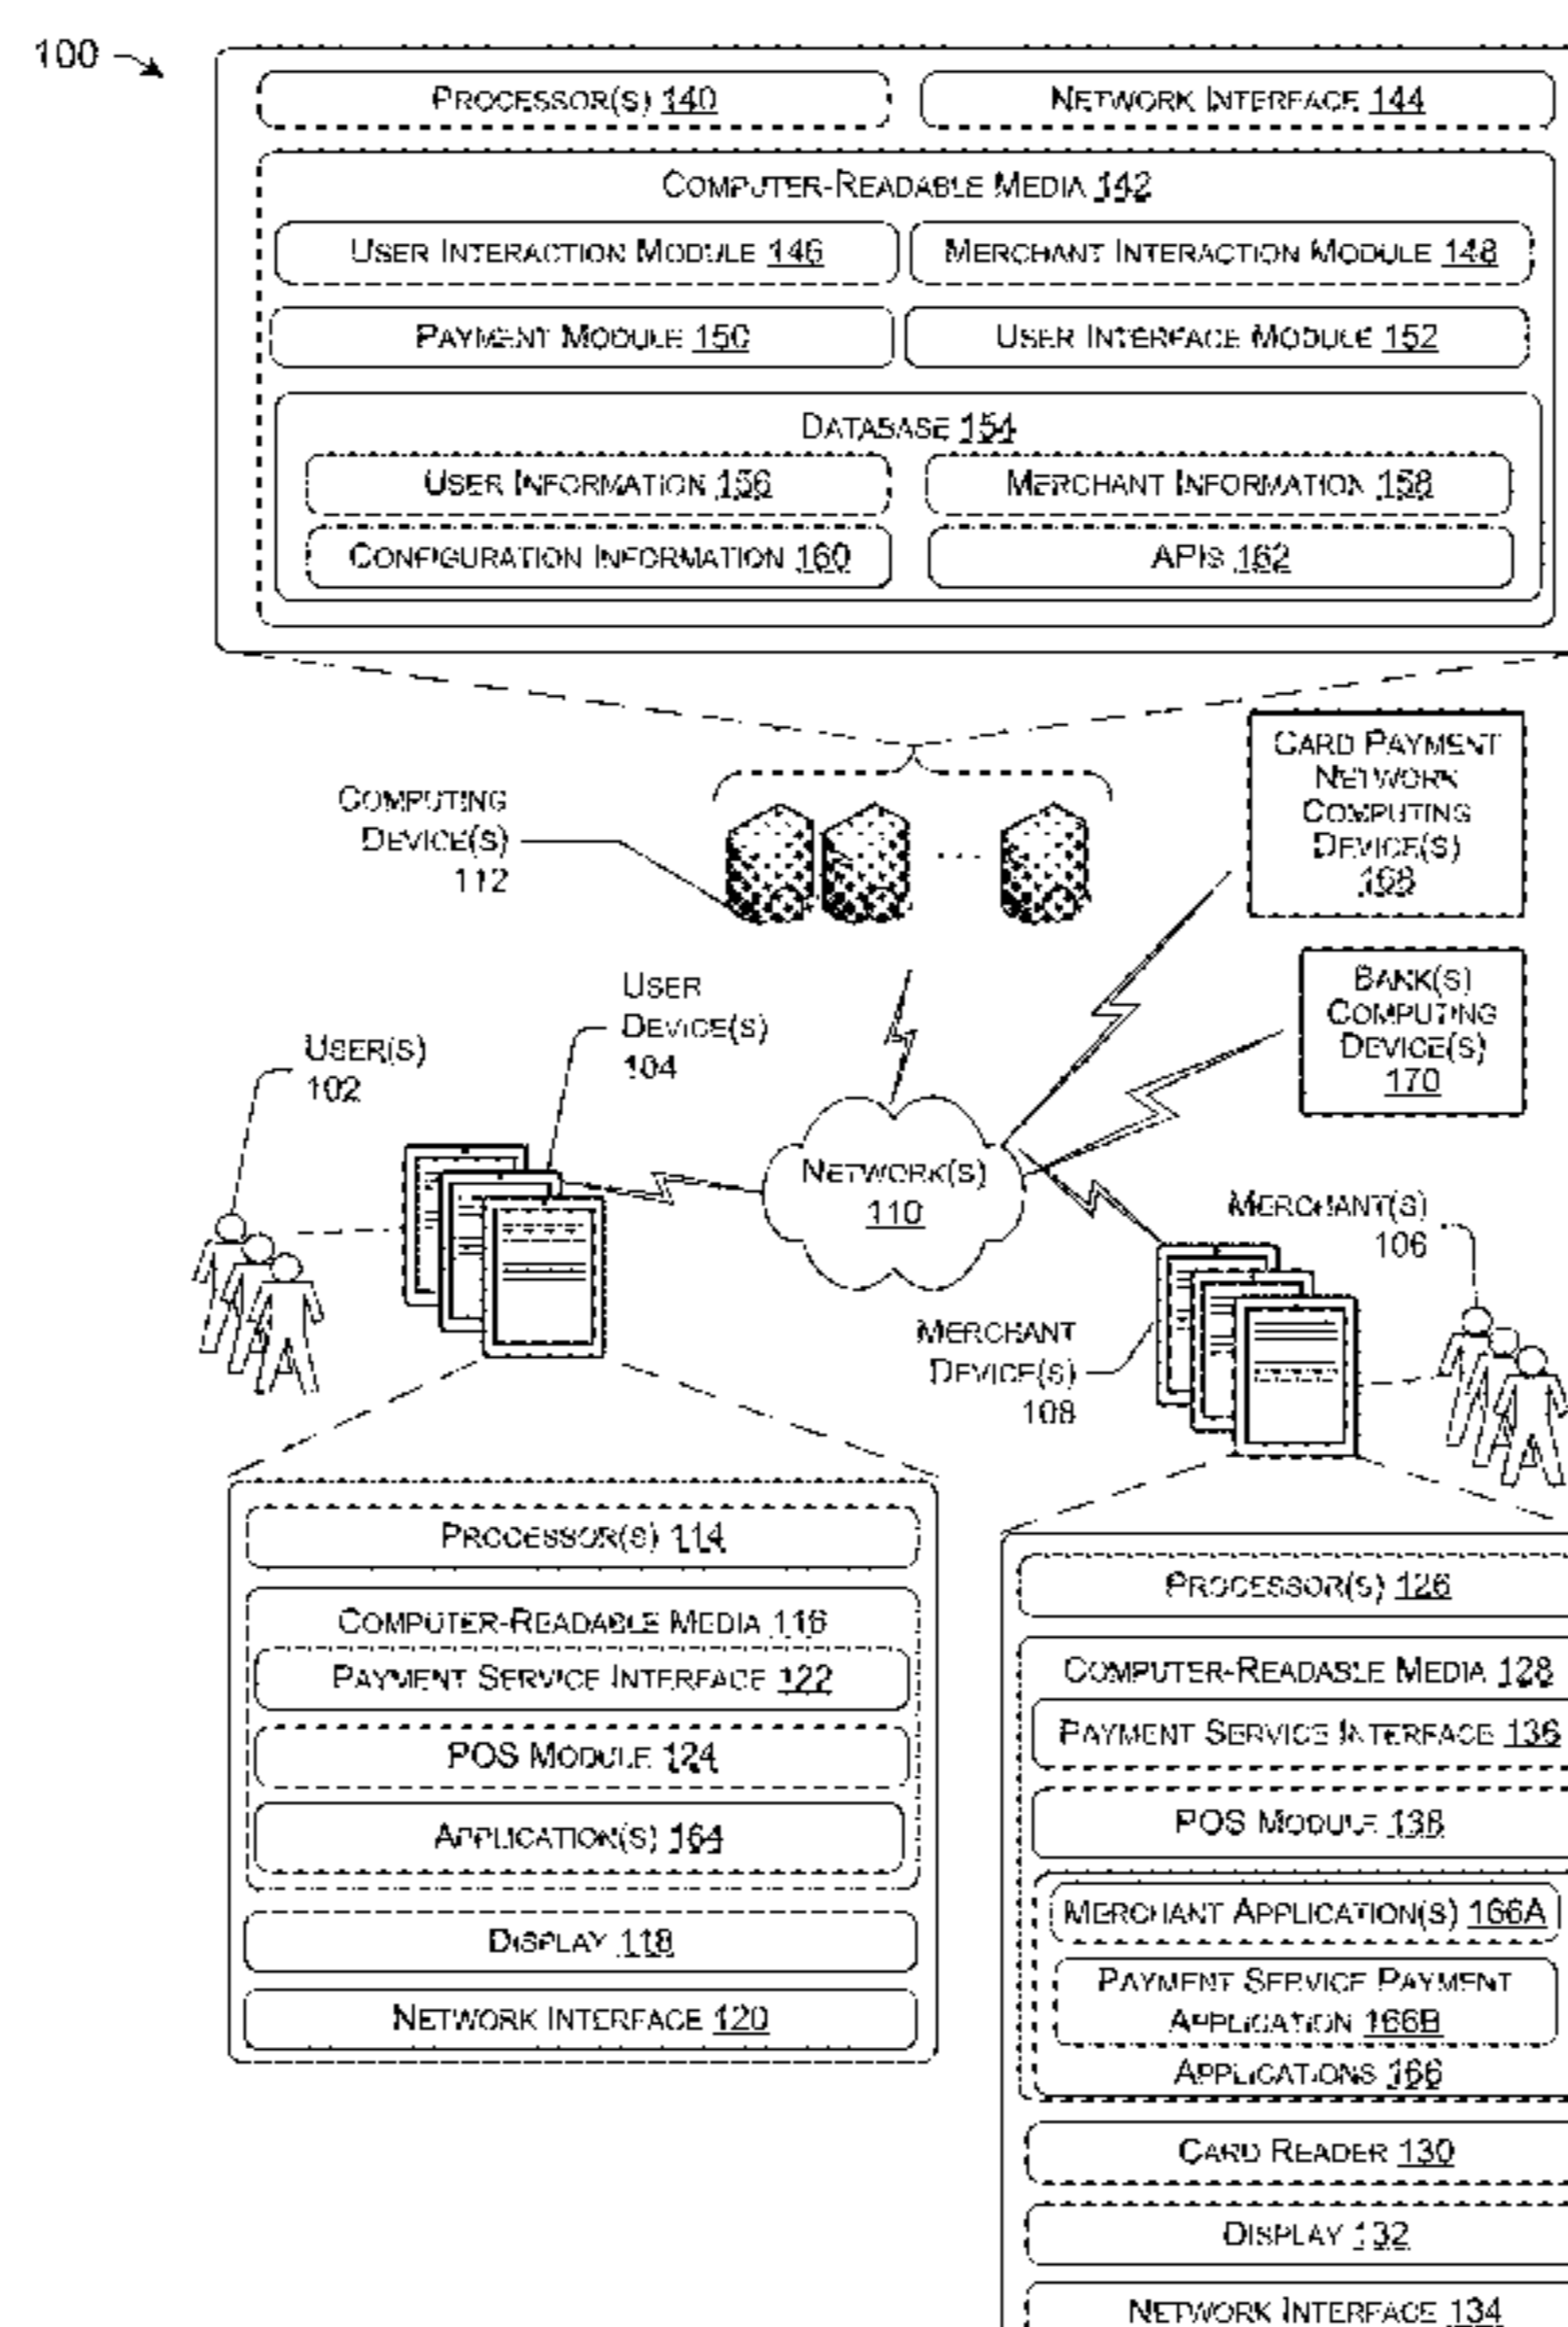 100
PROCESSOR(S) 140
NETWORK INTERFACE 144
COMPUTER-READABLE MEDIA 142
USER INTERACTION MODULE 146
MERCHANT INTERACTION MODULE 148
PAYMENT MODULE 150
USER INTERFACE MODULE 152
DATABASE 154
USER INFORMATION 156
MERCHANT INFORMATION 158
CONFIGURATION INFORMATION 160
APIS 162
COMPUTING
DEVICE(S)
112
CARD PAYMENT
NETWORK
COMPUTING
DEVICE(S)
168
BANK(S)
COMPUTING
DEVICE(S)
170
USER
DEVICE(S)
104
USER(S)
102
NETWORK(S)
110
MERCHANT(S)
106
MERCHANT
DEVICE(S)
108
PROCESSOR(S) 114
COMPUTER-READABLE MEDIA 116
PAYMENT SERVICE INTERFACE 122
POS MODULE 124
APPLICATION(S) 164
DISPLAY 118
NETWORK INTERFACE 120
PROCESSOR(S) 126
COMPUTER-READABLE MEDIA 128
PAYMENT SERVICE INTERFACE 136
POS MODULE 138
MERCHANT APPLICATION(S) 166A
PAYMENT SERVICE PAYMENT
APPLICATION 166B
APPLICATIONS 166
CARD READER 130
DISPLAY 132
NETWORK INTERFACE 134